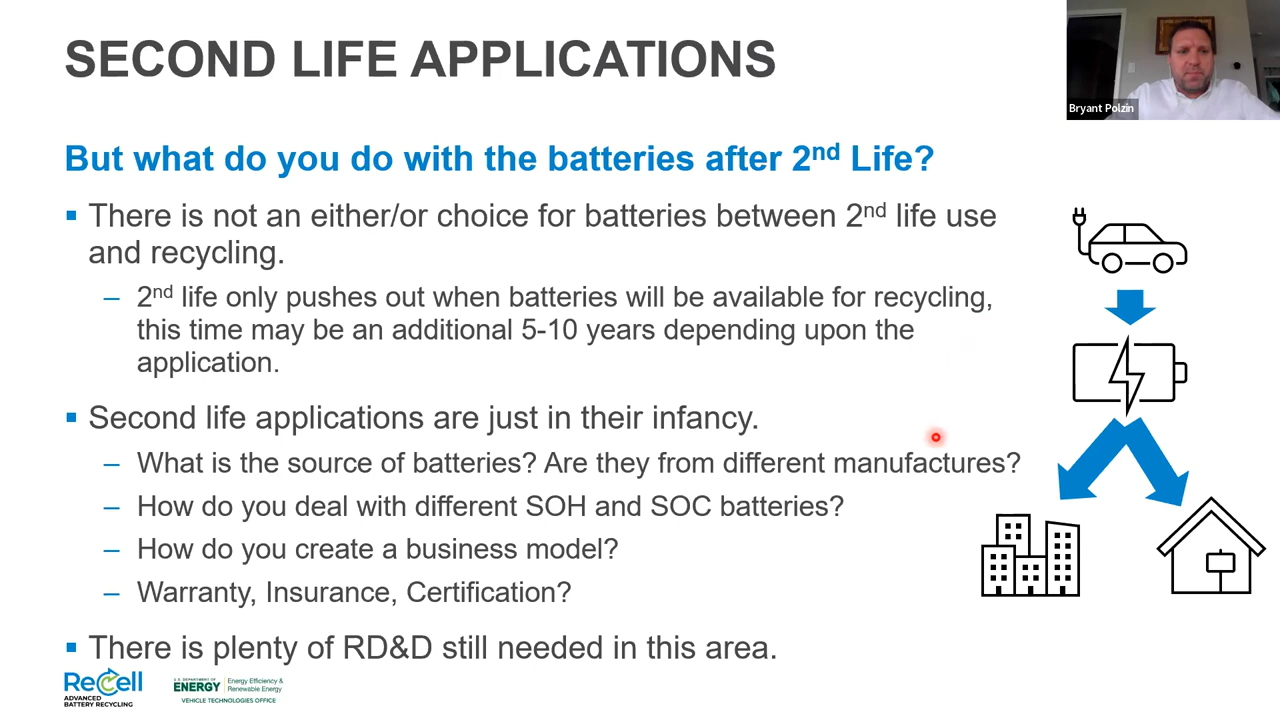 SECOND LIFE APPLICATIONS
Bryant Polzin
But what do you do with the batteries after 2nd Life?
There is not an either/or choice for batteries between 2nd life use
and recycling.
– 2nd life only pushes out when batteries will be available for recycling,
this time may be an additional 5-10 years depending upon the
application.
Second life applications are just in their infancy.
– What is the source of batteries? Are they from different manufactures?
– How do you deal with different SOH and SOC batteries?
– How do you create a business model?
– Warranty, Insurance, Certification?
There is plenty of RD&D still needed in this area.
ReCell
ADVANCED
BATTERY RECYCLING
U.S. DEPARTMENT OF
ENERGY
Energy Efficiency &
Renewable Energy
VEHICLE TECHNOLOGIES OFFICE